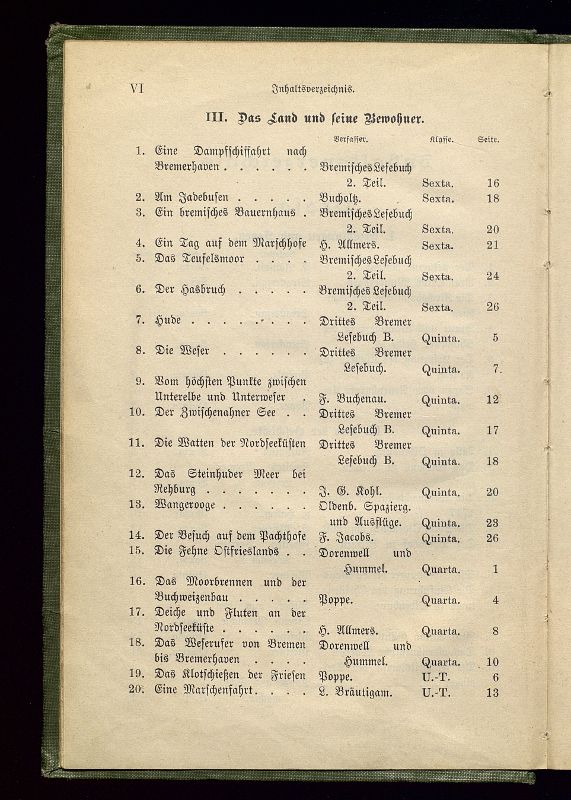 VI Inhaltsverzeichnis.
III. Das Land und seine Bewohner.
Verfasser. Klasse. Seite.
1. Eine Dampfschiffahrt nach
Bremerhaven . . . . . . Bremisches Lesebuch
2. Teil. Sexta. 16
2. Am Jadebusen . . . . . Bucholtz. Sexta. 18
3. Ein bremisches Bauernhaus . Bremisches Lesebuch
2. Teil. Sexta. 20
4. Ein Tag auf dem Marschhofe H. Allmers. Sexta. 21
5. Das Teufelsmoor . . . . Bremisches Lesebuch
2. Teil. Sexta. 24
6. Der Hasbruch . . . . . Bremisches Lesebuch
2. Teil. Sexta. 26
7. Hude . . . . . . . . Drittes Bremer
Lesebuch B. Quinta. 5
8. Die Weser . . . . . . Drittes Bremer
Lesebuch. Quinta. 7.
9. Vom höchsten Punkte zwischen
Unterelbe und Unterweser . F. Buchenau. Quinta. 12
10. Der Zwischenahner See . . Drittes Bremer
Lesebuch B. Quinta. 17
11. Die Watten der Nordseeküsten Drittes Bremer
Lesebuch B. Quinta. 18
12. Das Steinhuder Meer bei
Rehburg . . . . . . . J. G. Kohl. Quinta. 20
13. Wangerooge . . . . . . Oldenb. Spazierg.
und Ausflüge. Quinta. 23
14. Der Besuch auf dem Pachthofe F. Jacobs. Quinta. 26
15. Die Fehne Ostfrieslands . . Dorenwell und
Hummel. Quarta. 1
16. Das Moorbrennen und der
Buchweizenbau . . . . . Poppe. Quarta. 4
17. Deiche und Fluten an der
Nordseeküste . . . . . . H. Allmers. Quarta. 8
18. Das Weserufer von Bremen Dorenwell und
bis Bremerhaven . . . . Hummel. Quarta. 10
19. Das Klotschießen der Friesen Poppe. U.-T. 6
20. Eine Marschenfahrt . . . . L. Bräutigam. U.-T. 13